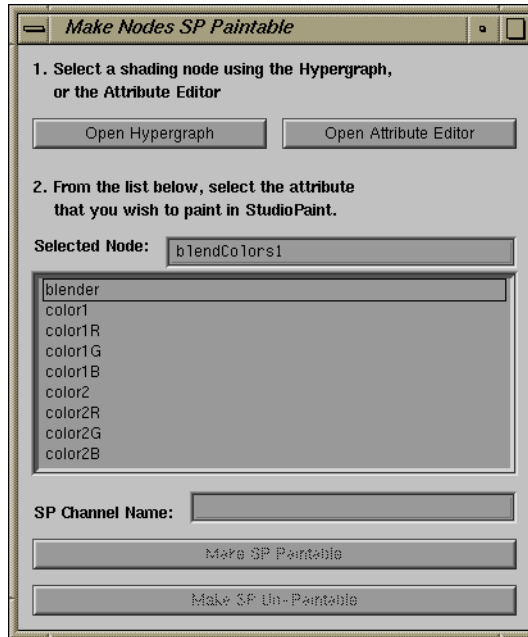 Make Nodes SP Paintable
1. Select a shading node using the Hypergraph,
or the Attribute Editor
Open Hypergraph
Open Attribute Editor
2. From the list below, select the attribute
that you wish to paint in StudioPaint.
Selected Node: blendColors1
blender
color1
color1R
color1G
color1B
color2
color2R
color2G
color2B
SP Channel Name:
Make SP Paintable
Make SP Un-Paintable